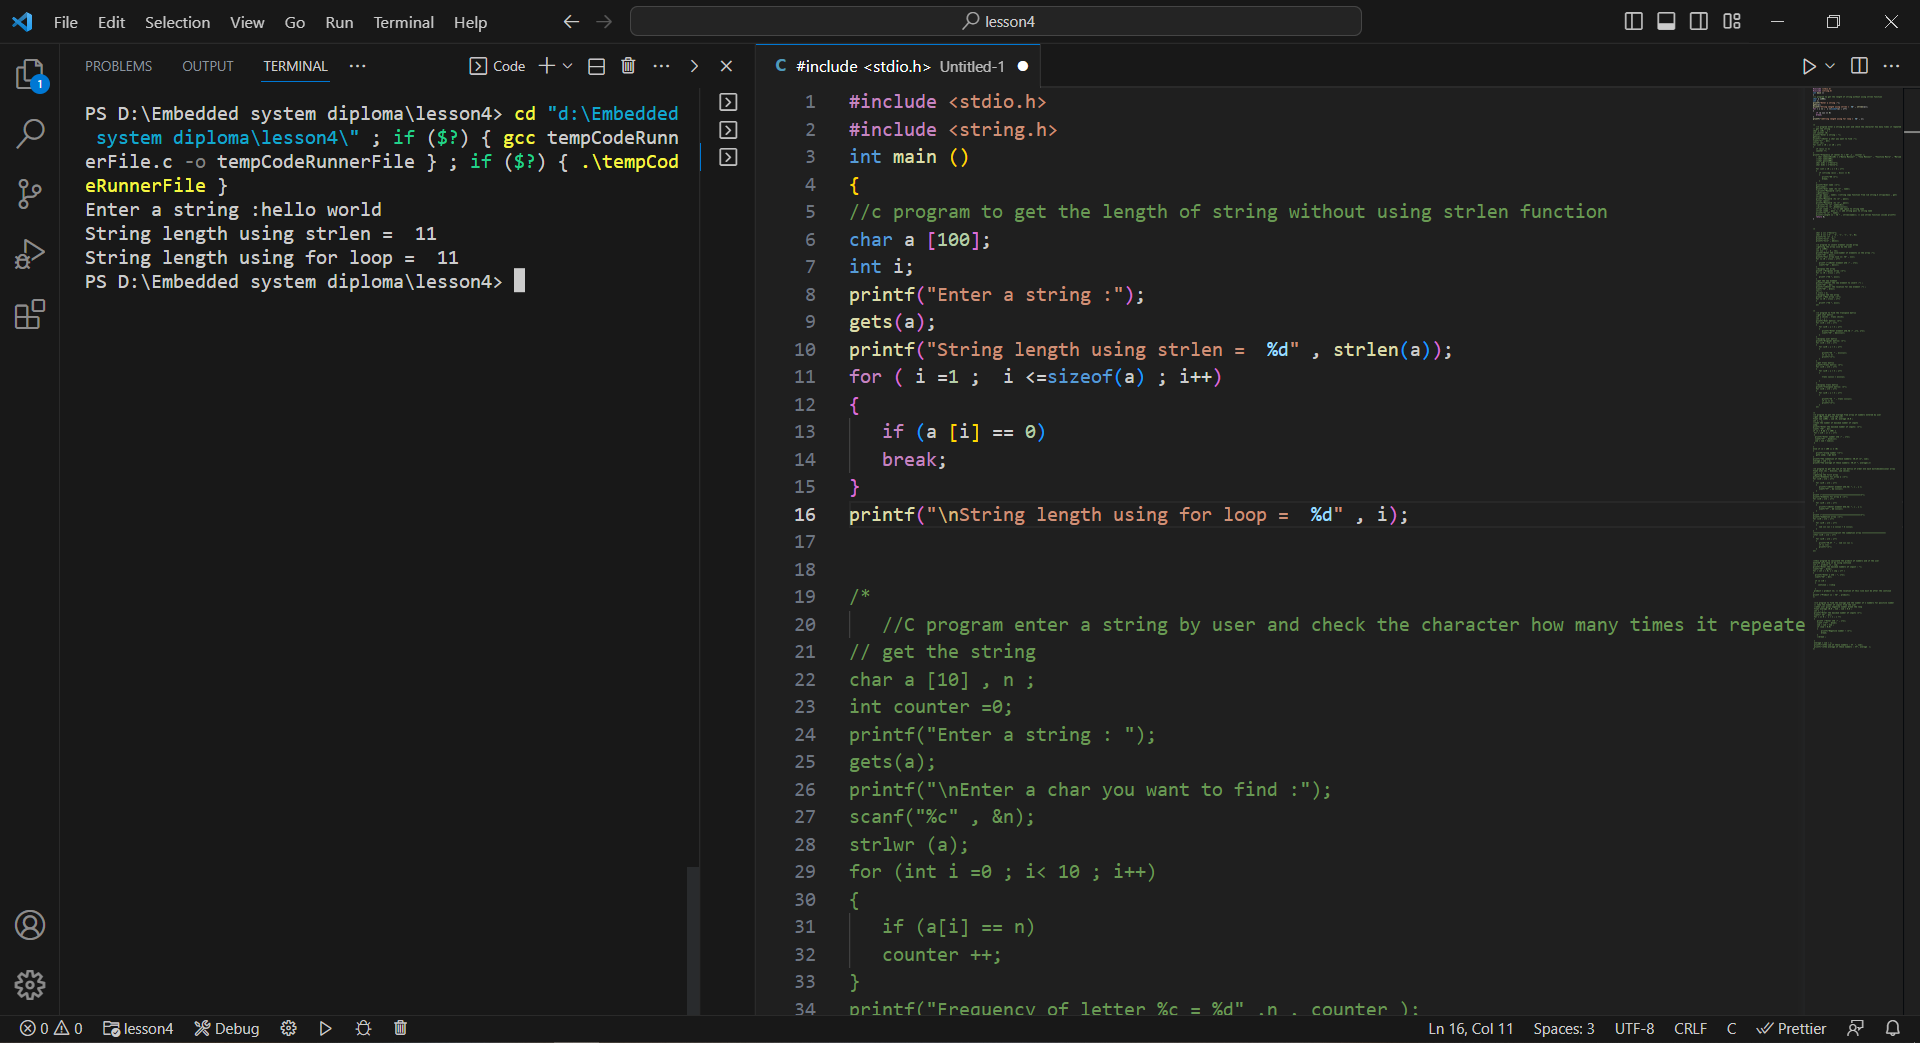 File Edit Selection View Go Run Terminal Help
lesson4
1
PROBLEMS OUTPUT TERMINAL ···
Code
PS D:\Embedded system diploma\lesson4> cd "d:\Embedded
system diploma\lesson4\" ; if ($?) { gcc tempCodeRunn
erFile.c -o tempCodeRunnerFile } ; if ($?) { .\tempCod
eRunnerFile }
Enter a string :hello world
String length using strlen =  11
String length using for loop =  11
PS D:\Embedded system diploma\lesson4>
C #include <stdio.h> Untitled-1
1 #include <stdio.h>
2 #include <string.h>
3 int main ()
4 {
5 //c program to get the length of string without using strlen function
6 char a [100];
7 int i;
8 printf("Enter a string :");
9 gets(a);
10 printf("String length using strlen =  %d" , strlen(a));
11 for ( i =1 ;  i <=sizeof(a) ; i++)
12 {
13    if (a [i] == 0)
14    break;
15 }
16 printf("\nString length using for loop =  %d" , i);
17
18
19 /*
20    //C program enter a string by user and check the character how many times it repeate
21 // get the string
22 char a [10] , n ;
23 int counter =0;
24 printf("Enter a string : ");
25 gets(a);
26 printf("\nEnter a char you want to find :");
27 scanf("%c" , &n);
28 strlwr (a);
29 for (int i =0 ; i< 10 ; i++)
30 {
31    if (a[i] == n)
32    counter ++;
33 }
34 printf("Frequency of letter %c = %d" ,n , counter );
0 0 lesson4 Debug
Ln 16, Col 11 Spaces: 3 UTF-8 CRLF C Prettier